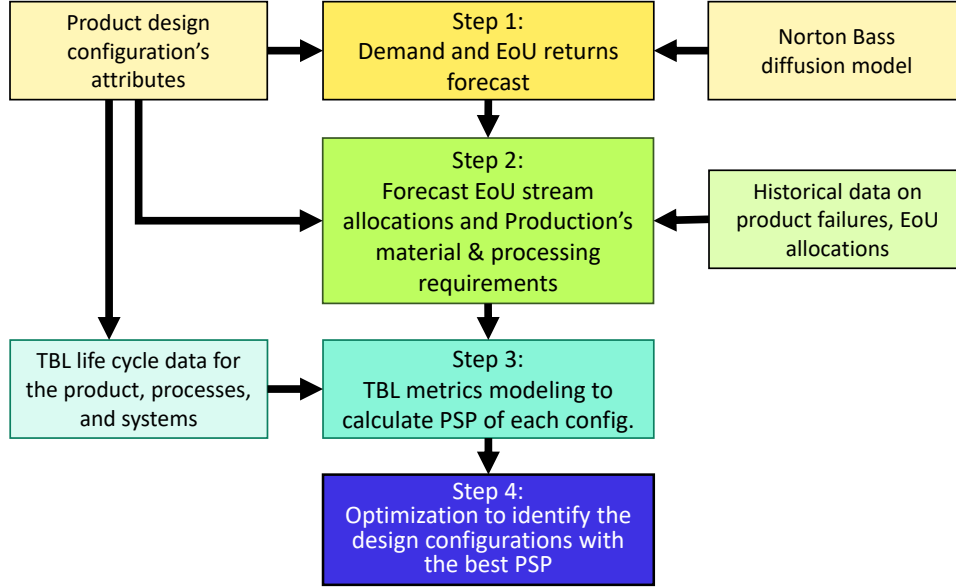 Product design
configuration's
attributes
Step 1:
Demand and EoU returns
forecast
Norton Bass
diffusion model
Step 2:
Forecast EoU stream
allocations and Production's
material & processing
requirements
Historical data on
product failures, EoU
allocations
TBL life cycle data for
the product, processes,
and systems
Step 3:
TBL metrics modeling to
calculate PSP of each config.
Step 4:
Optimization to identify the
design configurations with
the best PSP